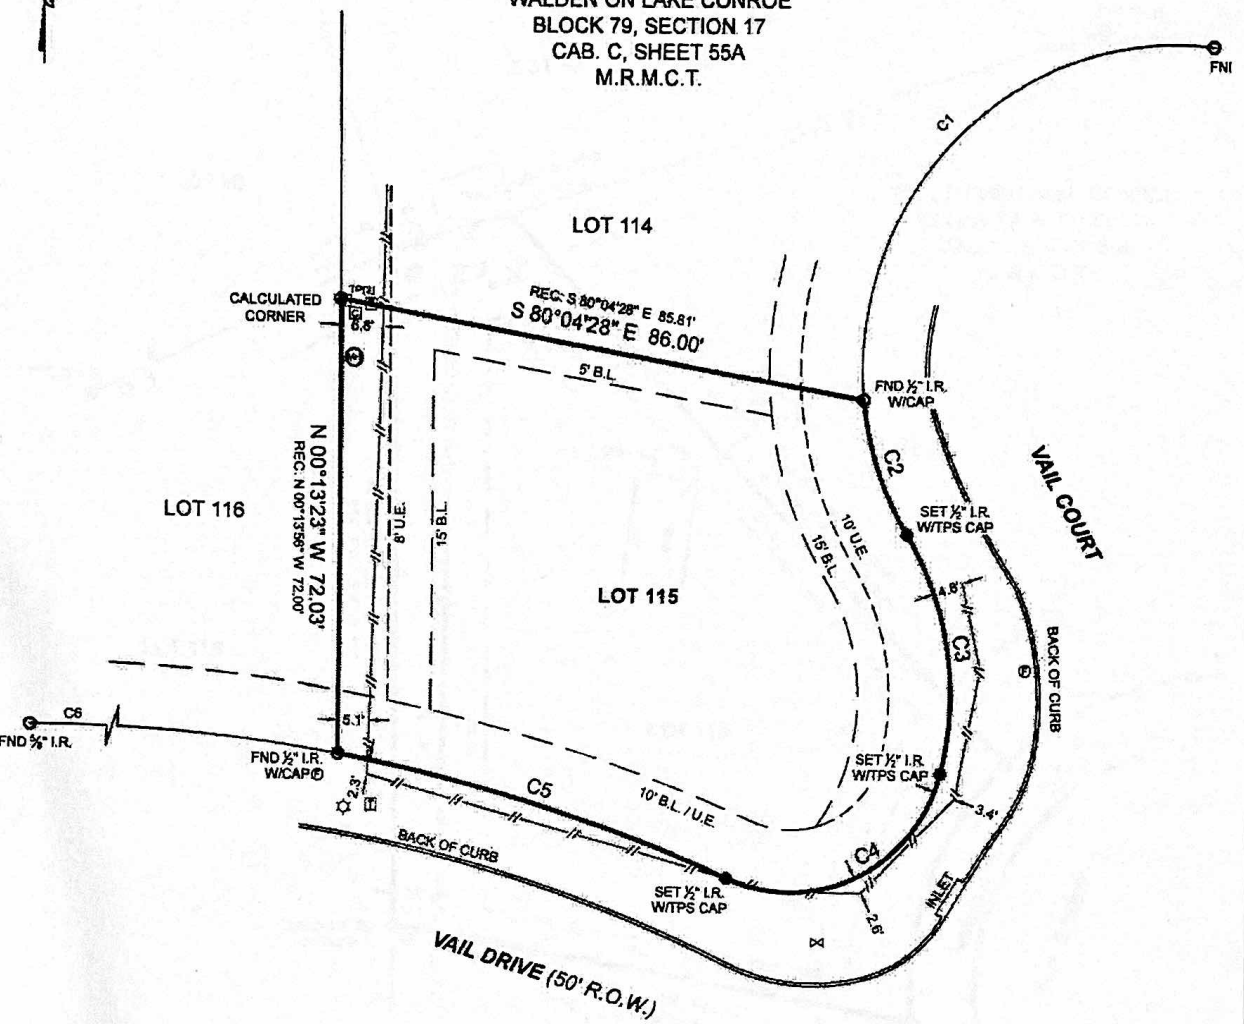 WALDEN ON LAKE CONROE
BLOCK 79, SECTION 17
CAB. C, SHEET 55A
M.R.M.C.T.
FN
C1
LOT 114
CALCULATED
CORNER
6.8'
REC: S 80°04'28" E 85.81'
S 80°04'28" E 86.00'
5' B.L.
FND ½" I.R.
W/CAP
C2
VAIL COURT
N 00°13'23" W 72.03'
REC: N 00°13'58" W 72.00'
LOT 116
8' U.E.
15' B.L.
SET ½" I.R.
W/TPS CAP
10' U.E.
15' B.L.
LOT 115
4.6'
C3
BACK OF CURB
C6
FND ⅝" I.R.
5.1'
FND ½" I.R.
W/CAP
2.3'
C5
10' B.L. / U.E.
SET ½" I.R.
W/TPS CAP
3.4'
C4
BACK OF CURB
SET ½" I.R.
W/TPS CAP
INLET
2.6'
VAIL DRIVE (50' R.O.W.)